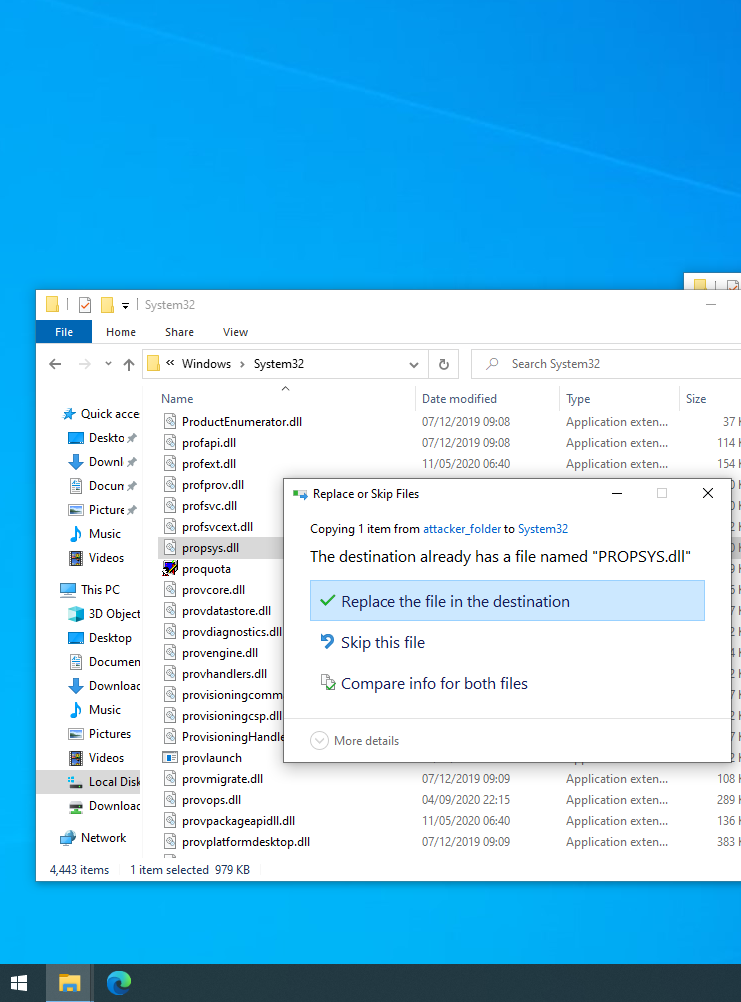 System32
File Home Share View
« Windows › System32 Search System32
Name Date modified Type Size
Quick acce
Deskto
Downl
Docun
Picture
Music
Videos
This PC
3D Object
Desktop
Documen
Downloac
Music
Pictures
Videos
Local Disk
Downloac
Network
ProductEnumerator.dll 07/12/2019 09:08 Application exten... 37 K
profapi.dll 07/12/2019 09:08 Application exten... 114 K
profext.dll 11/05/2020 06:40 Application exten... 154 K
profprov.dll
profsvc.dll
profsvcext.dll
propsys.dll
proquota
provcore.dll
provdatastore.dll
provdiagnostics.dll
provengine.dll
provhandlers.dll
provisioningcomm
provisioningcsp.dll
ProvisioningHandle
provlaunch
provmigrate.dll 07/12/2019 09:09 Application exten... 108 K
provops.dll 04/09/2020 22:15 Application exten... 289 K
provpackageapidll.dll 11/05/2020 06:40 Application exten... 136 K
provplatformdesktop.dll 07/12/2019 09:09 Application exten... 383 K
4,443 items 1 item selected 979 KB
Replace or Skip Files
Copying 1 item from attacker_folder to System32
The destination already has a file named "PROPSYS.dll"
Replace the file in the destination
Skip this file
Compare info for both files
More details